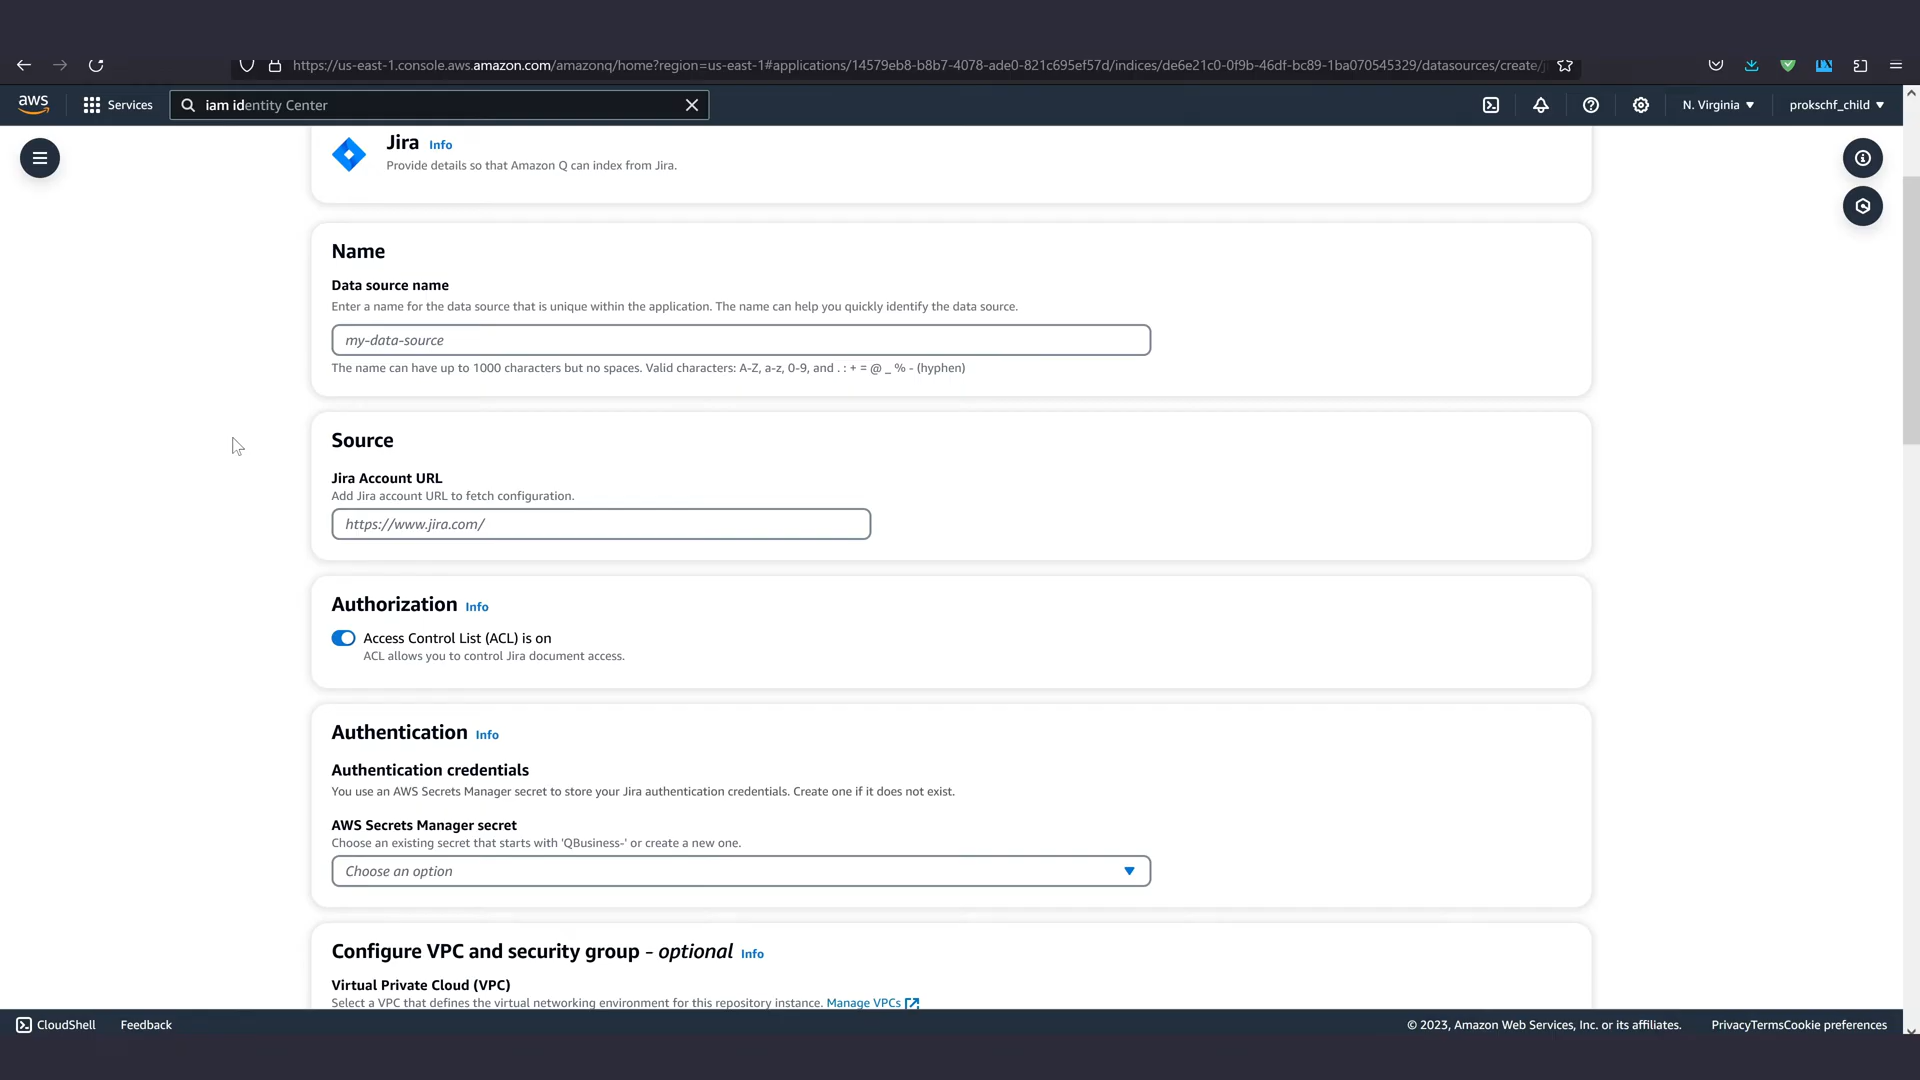 https://us-east-1.console.aws.amazon.com/amazonq/home?region=us-east-1#applications/14579eb8-b8b7-4078-ade0-821c695ef57d/indices/de6e21c0-0f9b-46df-bc89-1ba070545329/datasources/create/j
aws Services iam identity Center N. Virginia prokschf_child
Jira Info
Provide details so that Amazon Q can index from Jira.
Name
Data source name
Enter a name for the data source that is unique within the application. The name can help you quickly identify the data source.
my-data-source
The name can have up to 1000 characters but no spaces. Valid characters: A-Z, a-z, 0-9, and . : + = @ _ % - (hyphen)
Source
Jira Account URL
Add Jira account URL to fetch configuration.
https://www.jira.com/
Authorization Info
Access Control List (ACL) is on
ACL allows you to control Jira document access.
Authentication Info
Authentication credentials
You use an AWS Secrets Manager secret to store your Jira authentication credentials. Create one if it does not exist.
AWS Secrets Manager secret
Choose an existing secret that starts with 'QBusiness-' or create a new one.
Choose an option
Configure VPC and security group - optional Info
Virtual Private Cloud (VPC)
Select a VPC that defines the virtual networking environment for this repository instance. Manage VPCs
CloudShell Feedback © 2023, Amazon Web Services, Inc. or its affiliates. PrivacyTermsCookie preferences